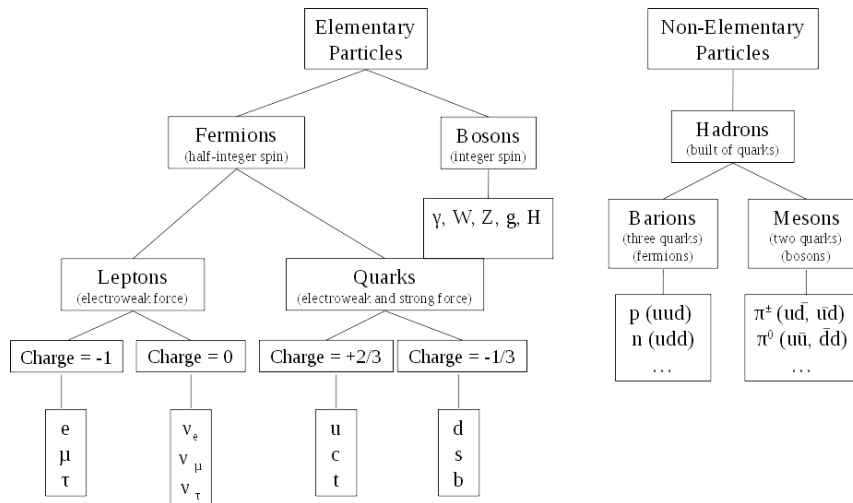 Elementary
Particles
Non-Elementary
Particles
Fermions
(half-integer spin)
Bosons
(integer spin)
Hadrons
(built of quarks)
γ, W, Z, g, H
Barions
(three quarks)
(fermions)
Mesons
(two quarks)
(bosons)
Leptons
(electroweak force)
Quarks
(electroweak and strong force)
p (uud)
n (udd)
...
π± (ud̄, ūd)
π⁰ (uū, d̄d)
...
Charge = -1
Charge = 0
Charge = +2/3
Charge = -1/3
e
μ
τ
νe
νμ
ντ
u
c
t
d
s
b